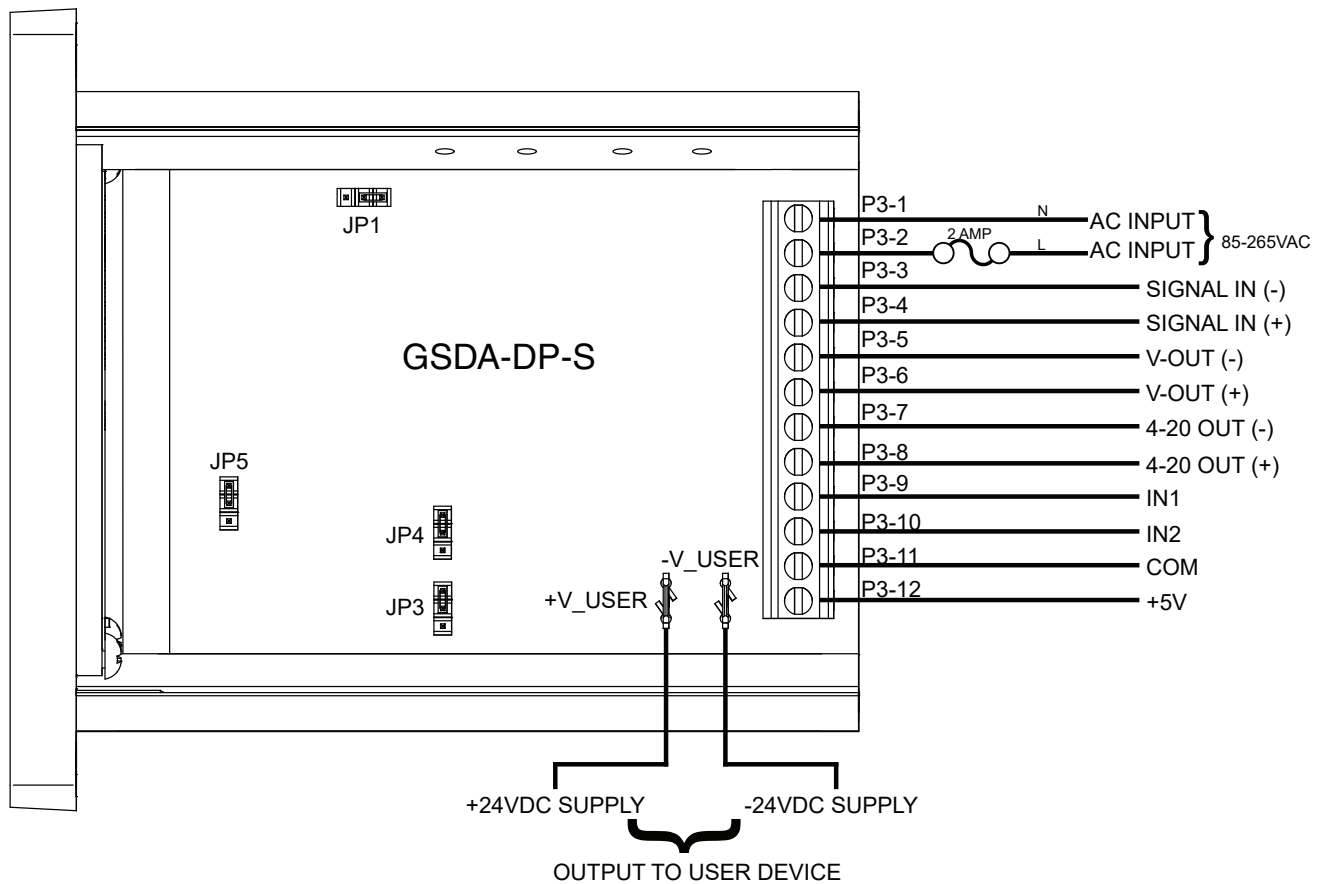 JP1
GSDA-DP-S
JP5
JP4
JP3
+V_USER
-V_USER
P3-1 N AC INPUT
P3-2 2 AMP L AC INPUT
85-265VAC
P3-3 SIGNAL IN (-)
P3-4 SIGNAL IN (+)
P3-5 V-OUT (-)
P3-6 V-OUT (+)
P3-7 4-20 OUT (-)
P3-8 4-20 OUT (+)
P3-9 IN1
P3-10 IN2
P3-11 COM
P3-12 +5V
+24VDC SUPPLY -24VDC SUPPLY
OUTPUT TO USER DEVICE